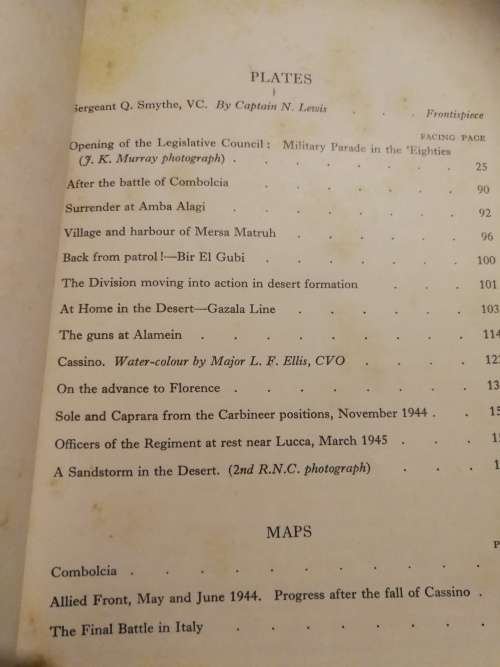 PLATES
Sergeant Q. Smythe, VC. By Captain N. Lewis . . . Frontispiece
FACING PAGE
Opening of the Legislative Council: Military Parade in the 'Eighties
(J. K. Murray photograph) . . . . . . . 25
After the battle of Combolcia . . . . . . 90
Surrender at Amba Alagi . . . . . . . 92
Village and harbour of Mersa Matruh . . . . . 96
Back from patrol!—Bir El Gubi . . . . . . 100
The Division moving into action in desert formation . . . 101
At Home in the Desert—Gazala Line . . . . . 103
The guns at Alamein . . . . . . . . 114
Cassino. Water-colour by Major L. F. Ellis, CVO . . . .
On the advance to Florence . . . . . . .
Sole and Caprara from the Carbineer positions, November 1944 . .
Officers of the Regiment at rest near Lucca, March 1945 . . .
A Sandstorm in the Desert. (2nd R.N.C. photograph) . . .
MAPS
Combolcia . . . . . . . . . .
Allied Front, May and June 1944. Progress after the fall of Cassino .
The Final Battle in Italy . . . . . . .